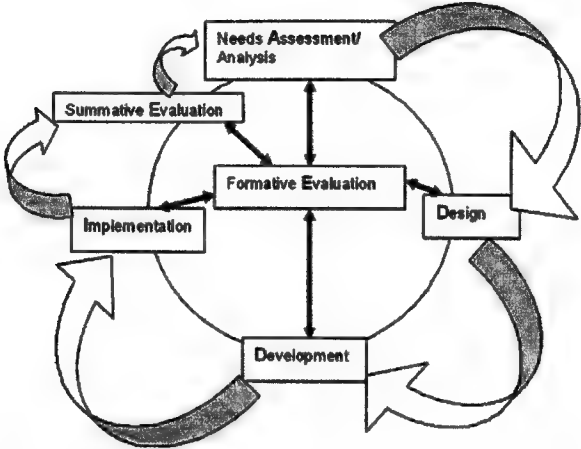 Needs Assessment/
Analysis
Summative Evaluation
Formative Evaluation
Design
Implementation
Development